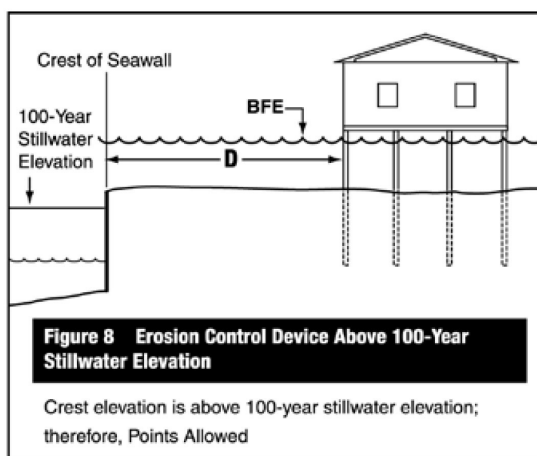 Crest of Seawall
100-Year
Stillwater
Elevation
BFE
D
Figure 8 Erosion Control Device Above 100-Year
Stillwater Elevation
Crest elevation is above 100-year stillwater elevation;
therefore, Points Allowed